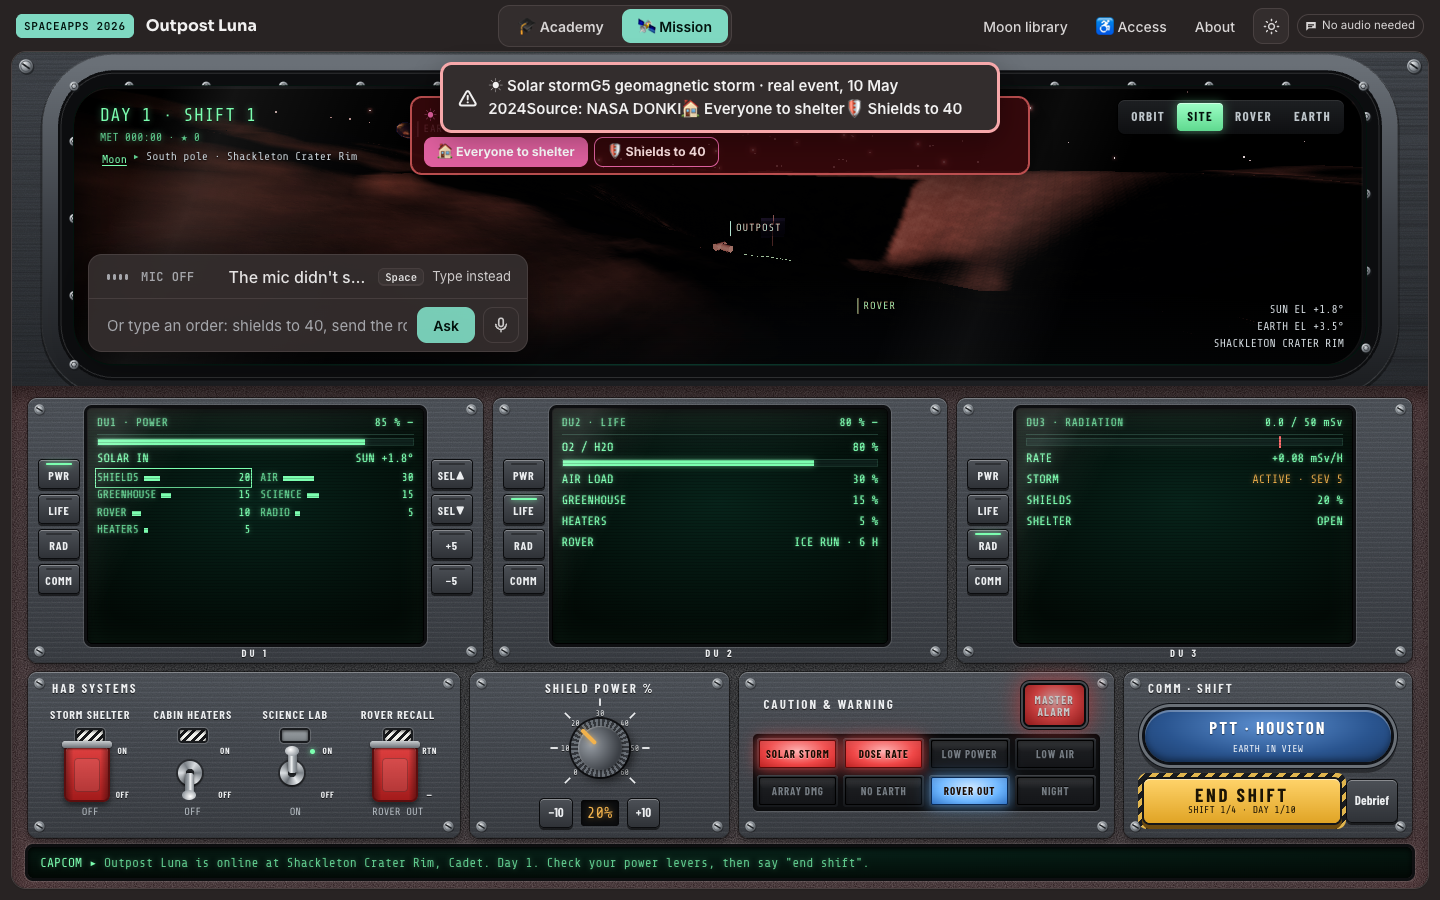 SPACEAPPS 2026
Outpost Luna
Academy
Mission
Moon library
Access
About
No audio needed
DAY 1 · SHIFT 1
MET 000:00 · ★ 0
Moon ▸ South pole · Shackleton Crater Rim
☀ Solar stormG5 geomagnetic storm · real event, 10 May
2024Source: NASA DONKI🏠 Everyone to shelter🛡 Shields to 40
Everyone to shelter
Shields to 40
ORBIT
SITE
ROVER
EARTH
OUTPOST
ROVER
MIC OFF
The mic didn't s...
Space
Type instead
Or type an order: shields to 40, send the ro
Ask
SUN EL +1.8°
EARTH EL +3.5°
SHACKLETON CRATER RIM
DU1 · POWER 85 % —
SOLAR IN SUN +1.8°
SHIELDS 20 AIR 30
GREENHOUSE 15 SCIENCE 15
ROVER 10 RADIO 5
HEATERS 5
PWR
LIFE
RAD
COMM
SEL▲
SEL▼
+5
−5
DU 1
DU2 · LIFE 80 % —
O2 / H2O 80 %
AIR LOAD 30 %
GREENHOUSE 15 %
HEATERS 5 %
ROVER ICE RUN · 6 H
PWR
LIFE
RAD
COMM
DU 2
DU3 · RADIATION 0.0 / 50 mSv
RATE +0.08 mSv/H
STORM ACTIVE · SEV 5
SHIELDS 20 %
SHELTER OPEN
PWR
LIFE
RAD
COMM
DU 3
HAB SYSTEMS
STORM SHELTER
ON
OFF
OFF
CABIN HEATERS
ON
OFF
OFF
SCIENCE LAB
ON
OFF
ON
ROVER RECALL
RTN
—
ROVER OUT
SHIELD POWER %
0
10
20
30
40
50
60
−10
20%
+10
CAUTION & WARNING
MASTER
ALARM
SOLAR STORM
DOSE RATE
LOW POWER
LOW AIR
ARRAY DMG
NO EARTH
ROVER OUT
NIGHT
COMM · SHIFT
PTT · HOUSTON
EARTH IN VIEW
END SHIFT
SHIFT 1/4 · DAY 1/10
Debrief
CAPCOM ▸ Outpost Luna is online at Shackleton Crater Rim, Cadet. Day 1. Check your power levers, then say "end shift".